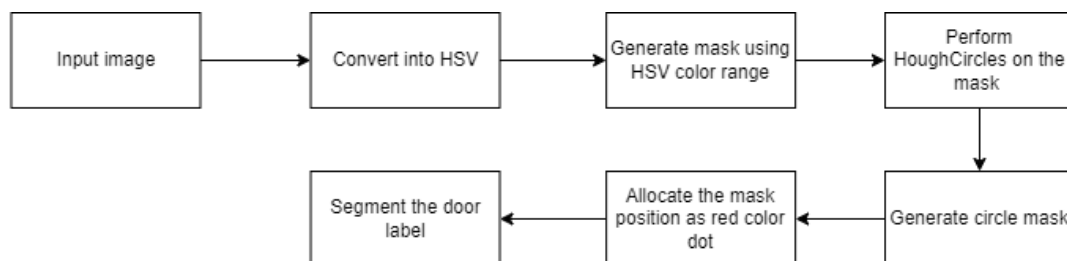 Input image
Convert into HSV
Generate mask using
HSV color range
Perform
HoughCircles on the
mask
Generate circle mask
Allocate the mask
position as red color
dot
Segment the door
label